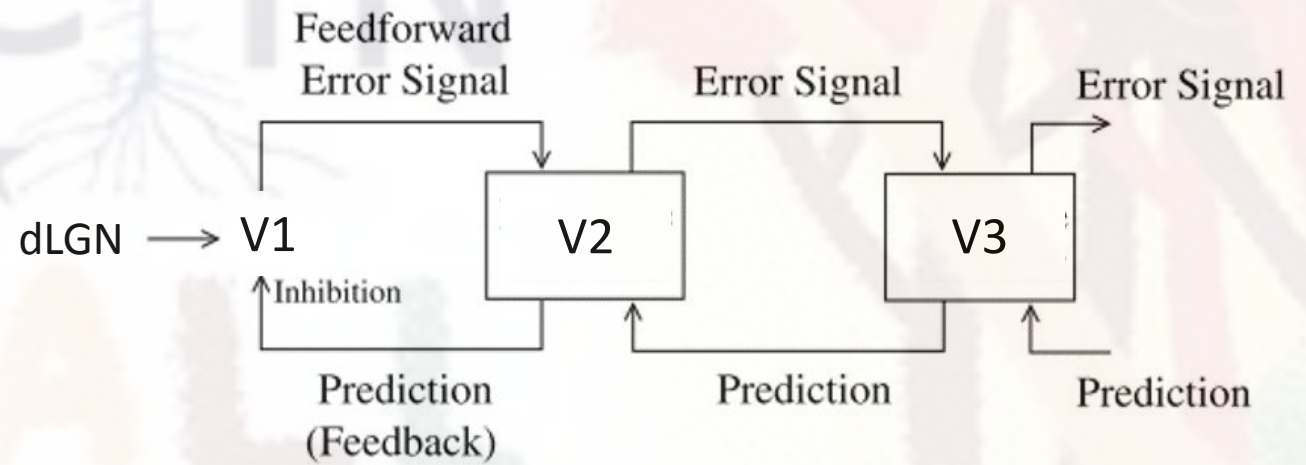 Feedforward
Error Signal
Error Signal
Error Signal
dLGN
V1
V2
V3
Inhibition
Prediction
(Feedback)
Prediction
Prediction